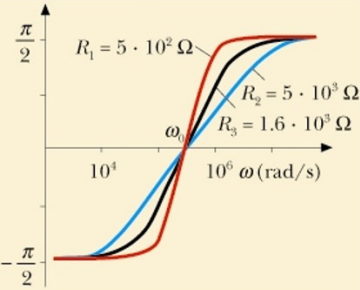 π/2
R₁ = 5 · 10² Ω
R₂ = 5 · 10³ Ω
R₃ = 1.6 · 10³ Ω
ω₀
10⁴
10⁶ ω (rad/s)
−π/2